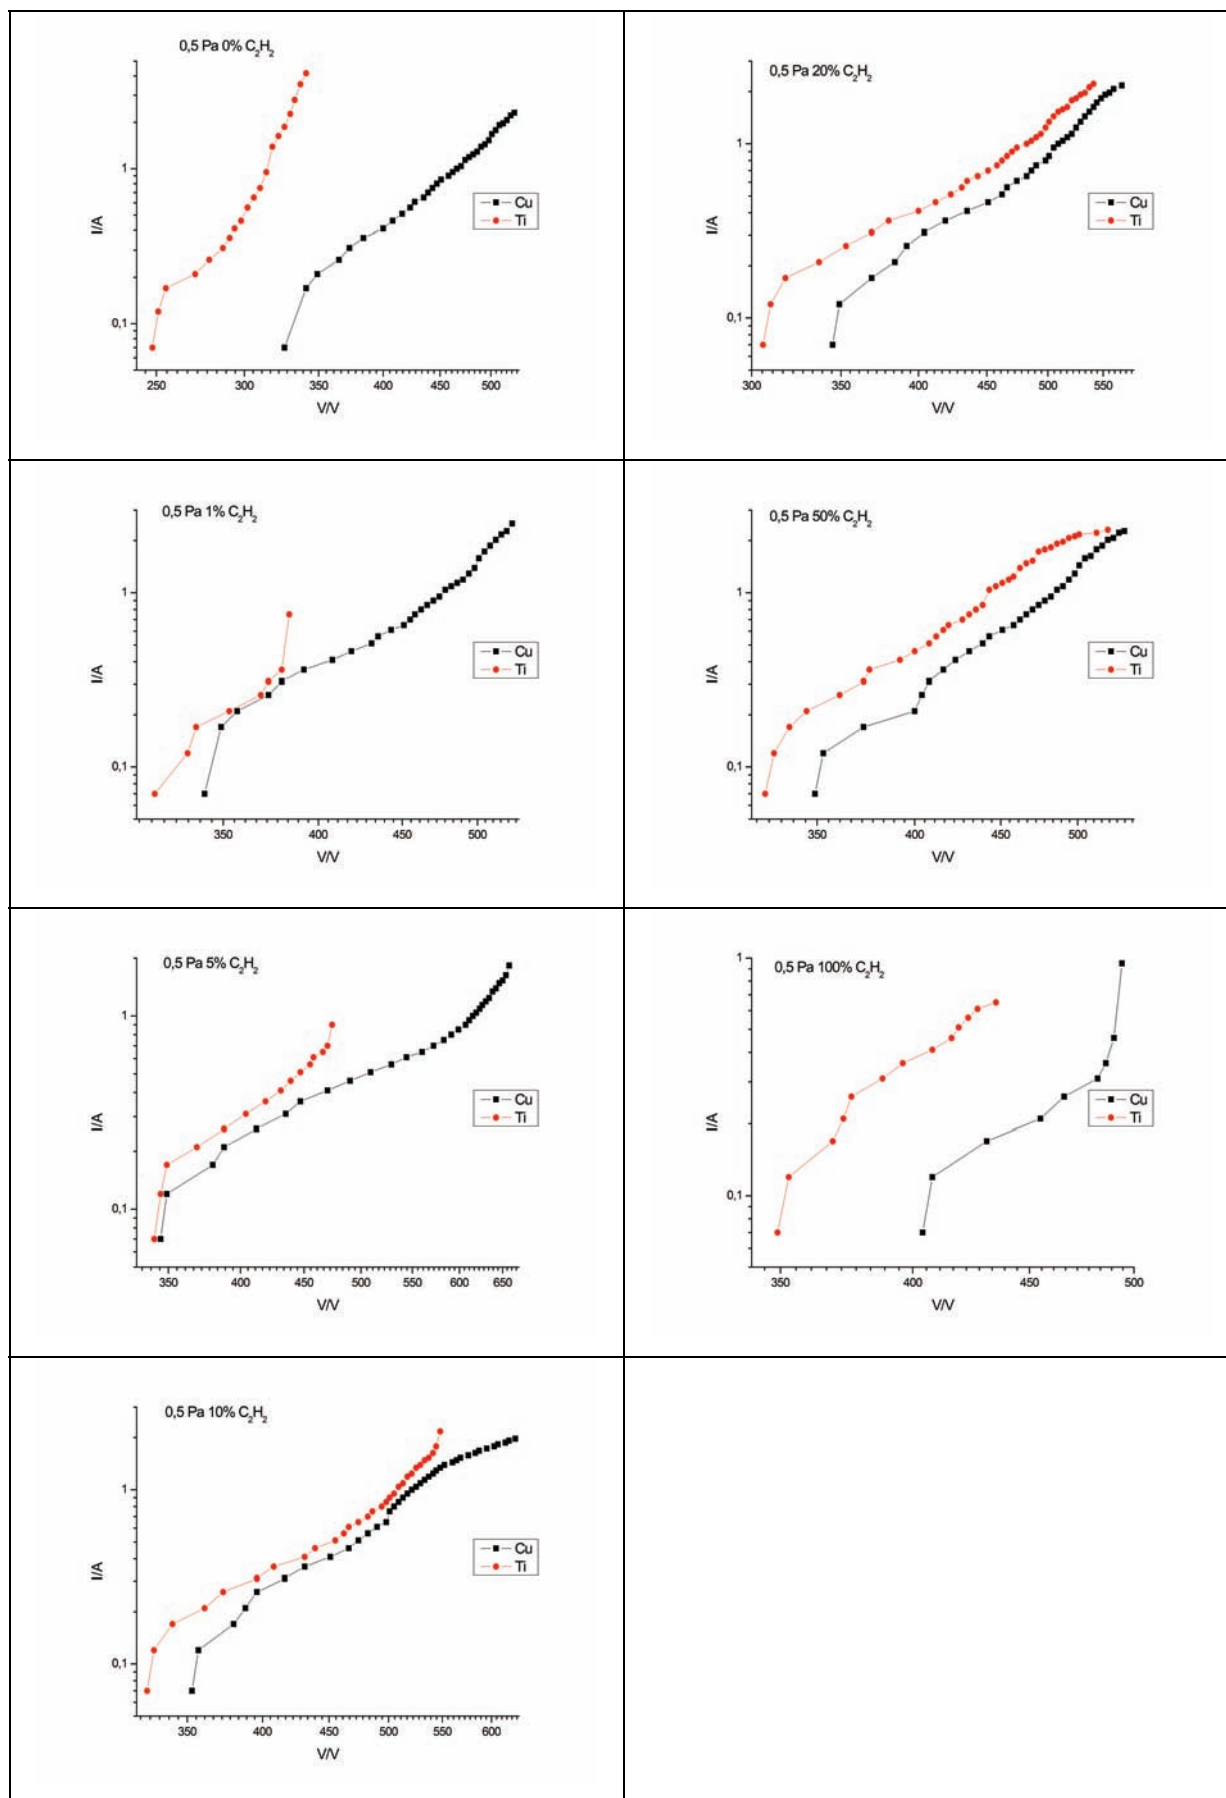 0,5 Pa 0% C₂H₂
I/A
1
0,1
Cu
Ti
250 300 350 400 450 500
V/V
0,5 Pa 20% C₂H₂
I/A
1
0,1
Cu
Ti
300 350 400 450 500 550
V/V
0,5 Pa 1% C₂H₂
I/A
1
0,1
Cu
Ti
350 400 450 500
V/V
0,5 Pa 50% C₂H₂
I/A
1
0,1
Cu
Ti
350 400 450 500
V/V
0,5 Pa 5% C₂H₂
I/A
1
0,1
Cu
Ti
350 400 450 500 550 600 650
V/V
1
0,5 Pa 100% C₂H₂
I/A
0,1
Cu
Ti
350 400 450 500
V/V
0,5 Pa 10% C₂H₂
I/A
1
0,1
Cu
Ti
350 400 450 500 550 600
V/V